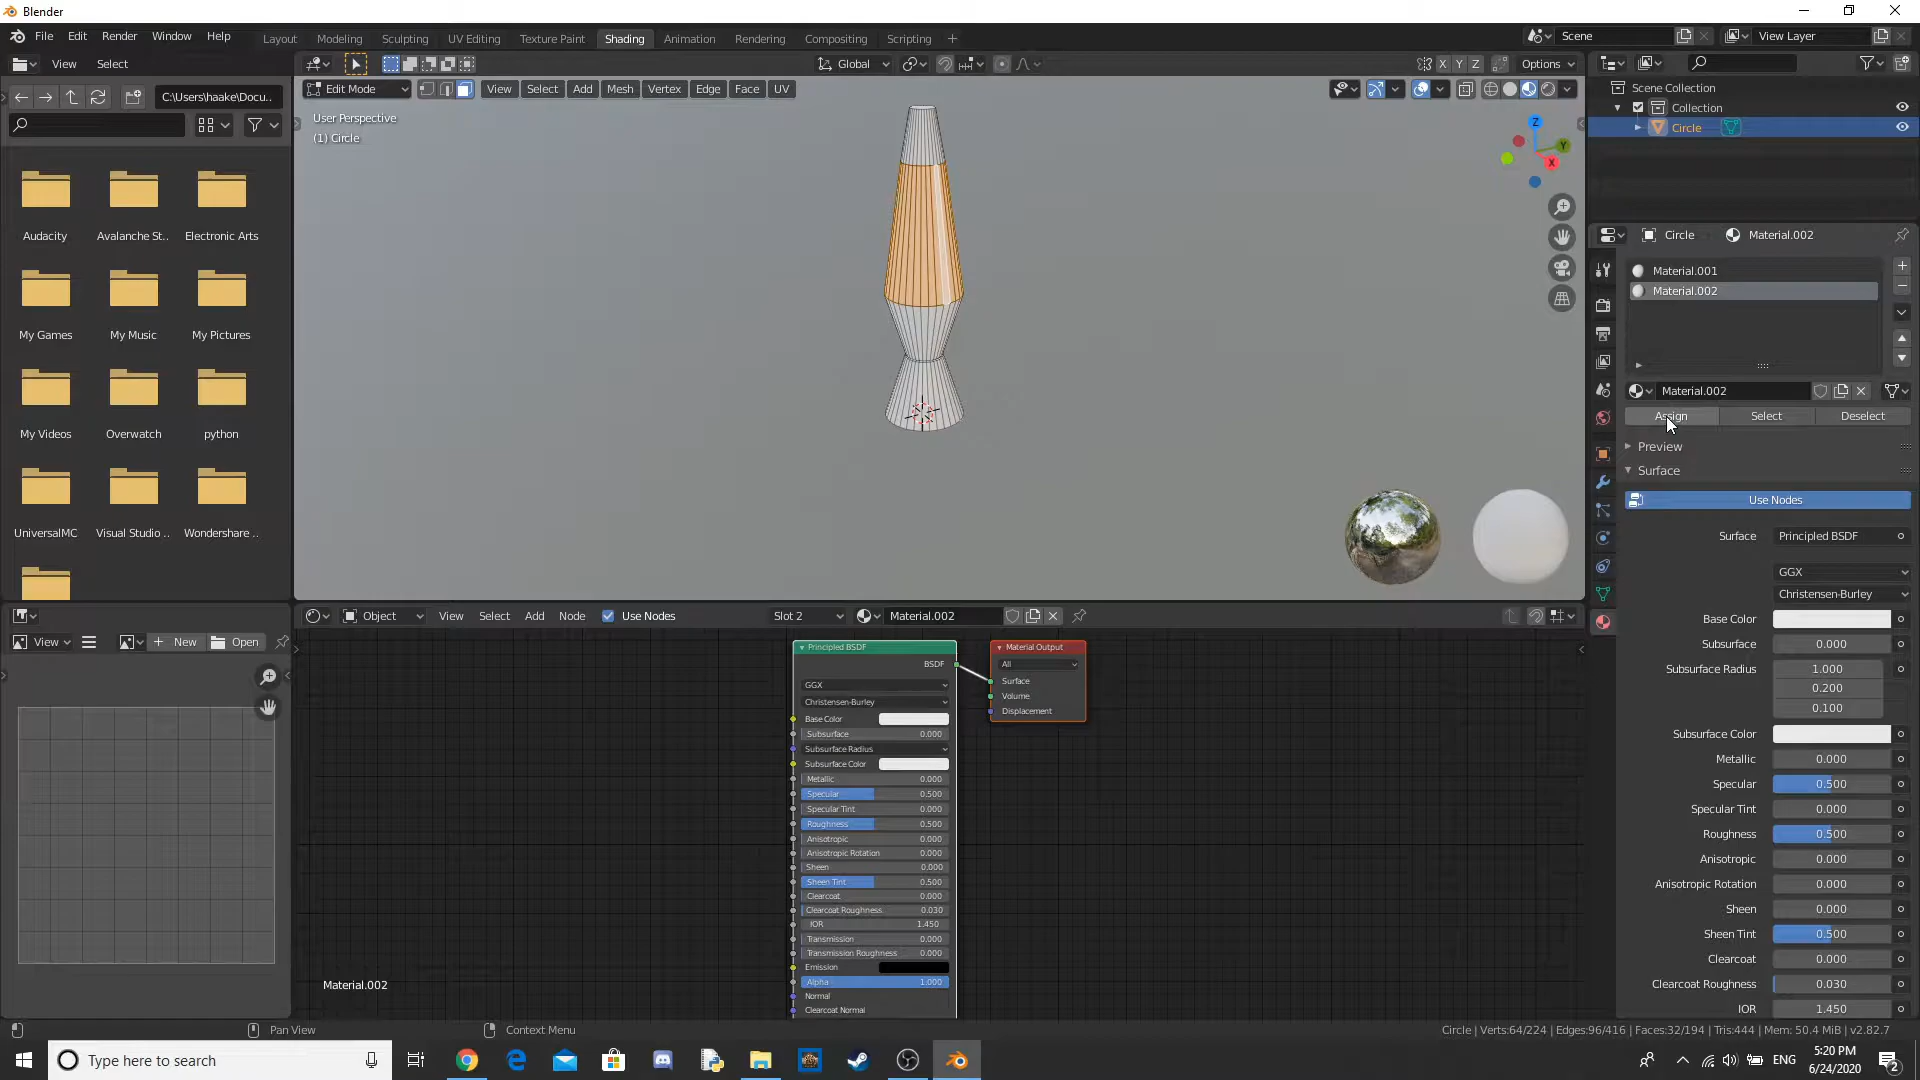 Blender
File Edit Render Window Help
Layout Modeling Sculpting UV Editing Texture Paint Shading Animation Rendering Compositing Scripting
Scene
View Layer
View Select
Global
X Y Z
Options
C:\Users\haake\Docu..
Edit Mode
View Select Add Mesh Vertex Edge Face UV
User Perspective
(1) Circle
Z
Y
X
Audacity
Avalanche St..
Electronic Arts
My Games
My Music
My Pictures
My Videos
Overwatch
python
UniversalMC
Visual Studio ..
Wondershare ..
Scene Collection
Collection
Circle
Circle
Material.002
Material.001
Material.002
Material.002
Assign
Select
Deselect
Preview
Surface
Use Nodes
Surface Principled BSDF
GGX
Christensen-Burley
Base Color
Subsurface 0.000
Subsurface Radius 1.000
0.200
0.100
Subsurface Color
Metallic 0.000
Specular 0.500
Specular Tint 0.000
Roughness 0.500
Anisotropic 0.000
Anisotropic Rotation 0.000
Sheen 0.000
Sheen Tint 0.500
Clearcoat 0.000
Clearcoat Roughness 0.030
IOR 1.450
Object View Select Add Node Use Nodes Slot 2 Material.002
View New Open
Principled BSDF
BSDF
GGX
Christensen-Burley
Base Color
Subsurface 0.000
Subsurface Radius
Subsurface Color
Metallic 0.000
Specular 0.500
Specular Tint 0.000
Roughness 0.500
Anisotropic 0.000
Anisotropic Rotation 0.000
Sheen 0.000
Sheen Tint 0.500
Clearcoat 0.000
Clearcoat Roughness 0.030
IOR 1.450
Transmission 0.000
Transmission Roughness 0.000
Emission
Alpha 1.000
Normal
Clearcoat Normal
Material Output
All
Surface
Volume
Displacement
Material.002
Pan View
Context Menu
Circle | Verts:64/224 | Edges:96/416 | Faces:32/194 | Tris:444 | Mem: 50.4 MiB | v2.82.7
Type here to search
ENG
5:20 PM
6/24/2020
2